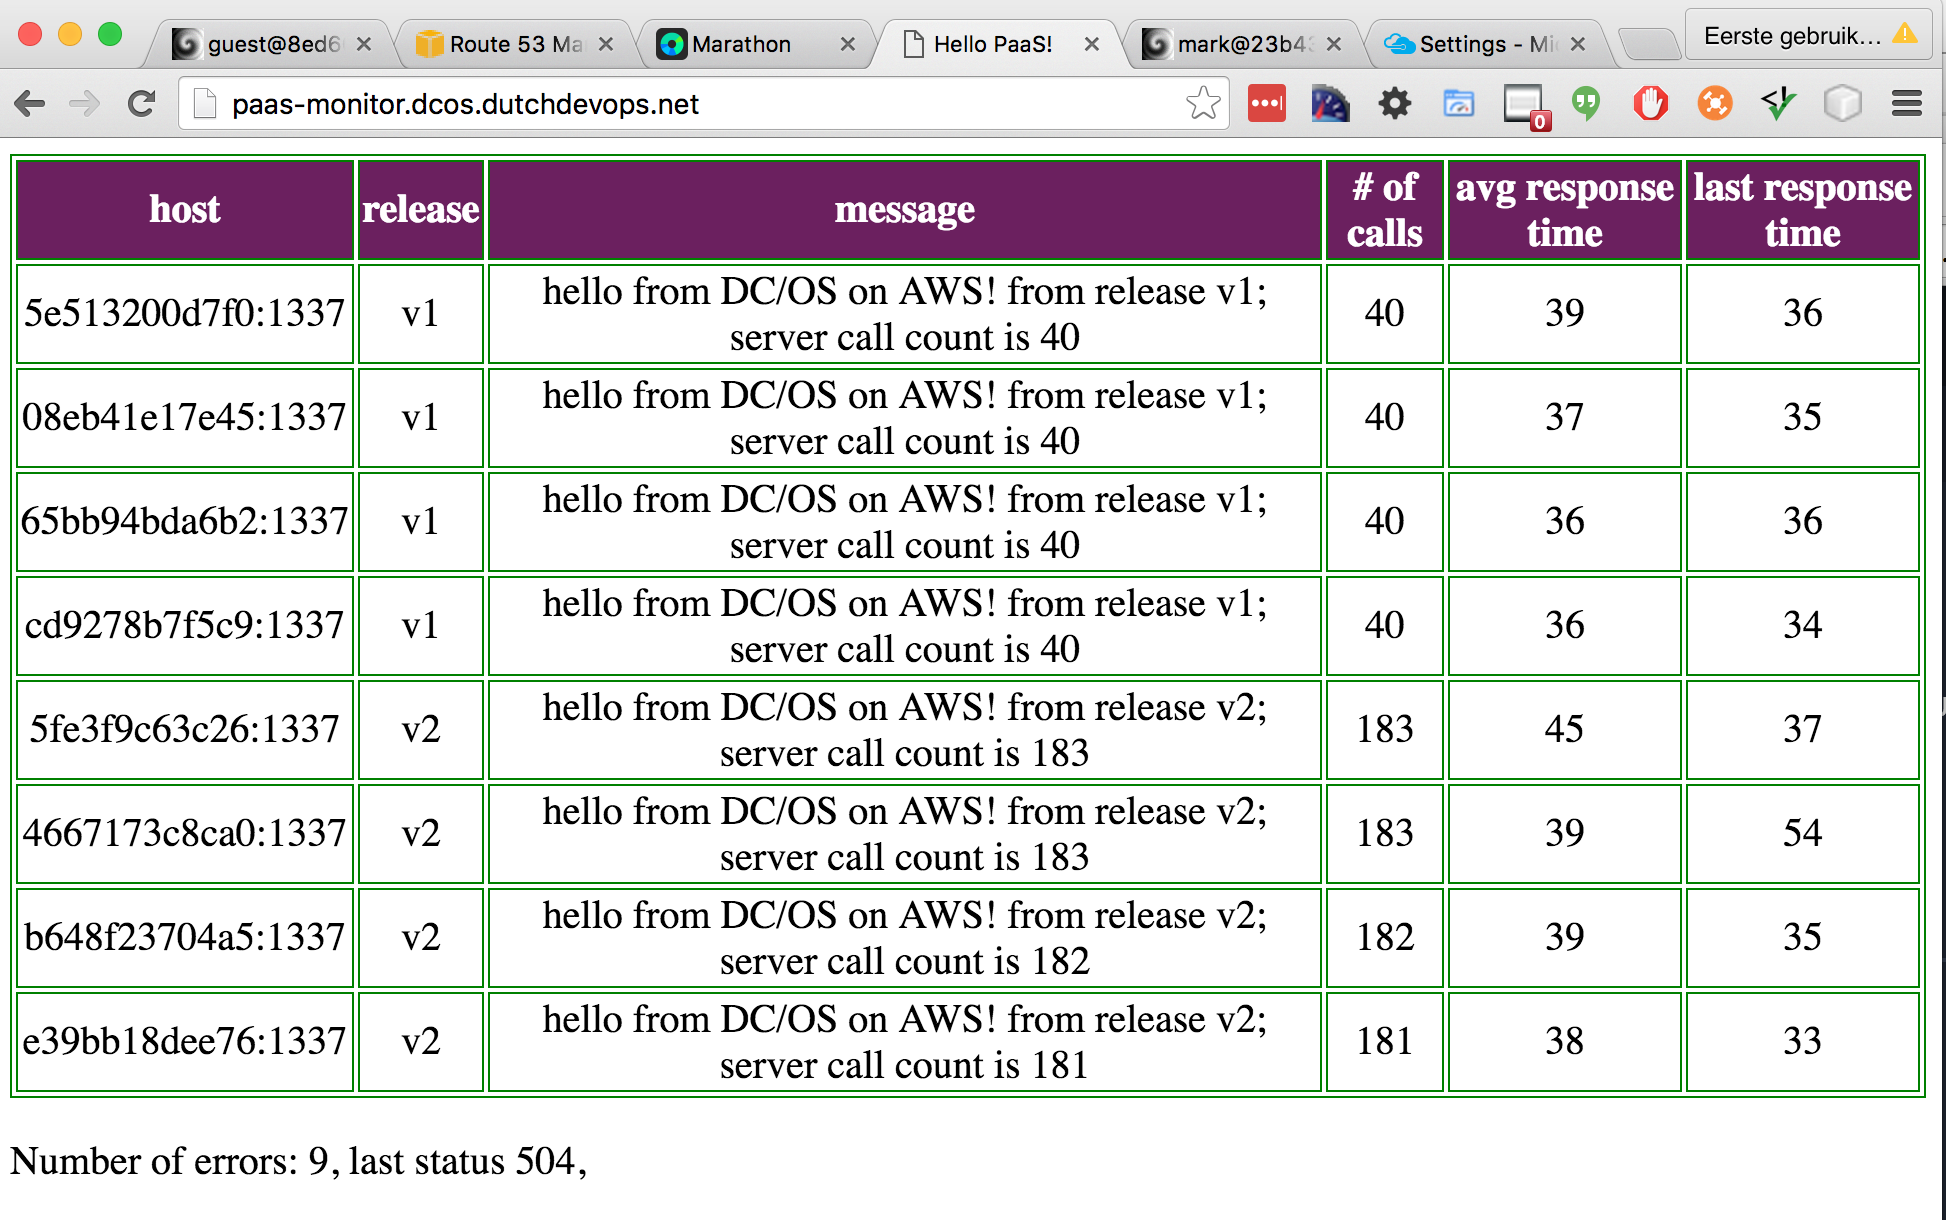 guest@8ed6
Route 53 Ma
Marathon
Hello PaaS!
mark@23b43
Settings - Mi
Eerste gebruik...
paas-monitor.dcos.dutchdevops.net
0
host
release
message
# of
calls
avg response
time
last response
time
5e513200d7f0:1337
v1
hello from DC/OS on AWS! from release v1;
server call count is 40
40
39
36
08eb41e17e45:1337
v1
hello from DC/OS on AWS! from release v1;
server call count is 40
40
37
35
65bb94bda6b2:1337
v1
hello from DC/OS on AWS! from release v1;
server call count is 40
40
36
36
cd9278b7f5c9:1337
v1
hello from DC/OS on AWS! from release v1;
server call count is 40
40
36
34
5fe3f9c63c26:1337
v2
hello from DC/OS on AWS! from release v2;
server call count is 183
183
45
37
4667173c8ca0:1337
v2
hello from DC/OS on AWS! from release v2;
server call count is 183
183
39
54
b648f23704a5:1337
v2
hello from DC/OS on AWS! from release v2;
server call count is 182
182
39
35
e39bb18dee76:1337
v2
hello from DC/OS on AWS! from release v2;
server call count is 181
181
38
33
Number of errors: 9, last status 504,